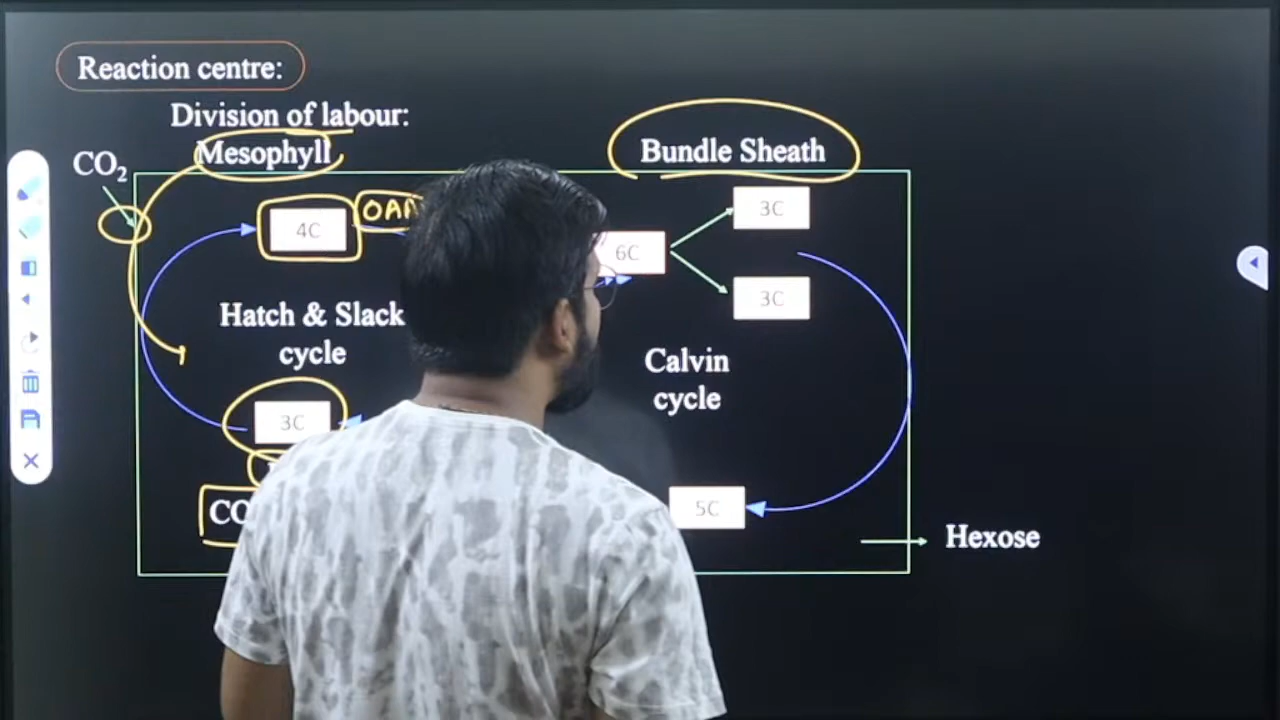 Reaction centre:
Division of labour:
Mesophyll
Bundle Sheath
CO₂
3C
4C
6C
3C
Hatch & Slack
cycle
Calvin
cycle
3C
5C
Hexose